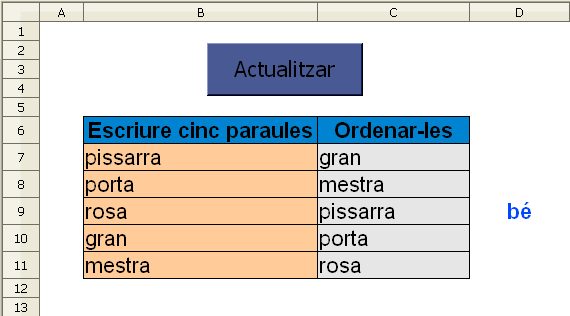 A B C D
1
2
3 Actualitzar
4
5
6 Escriure cinc paraules Ordenar-les
7 pissarra gran
8 porta mestra
9 rosa pissarra bé
10 gran porta
11 mestra rosa
12
13